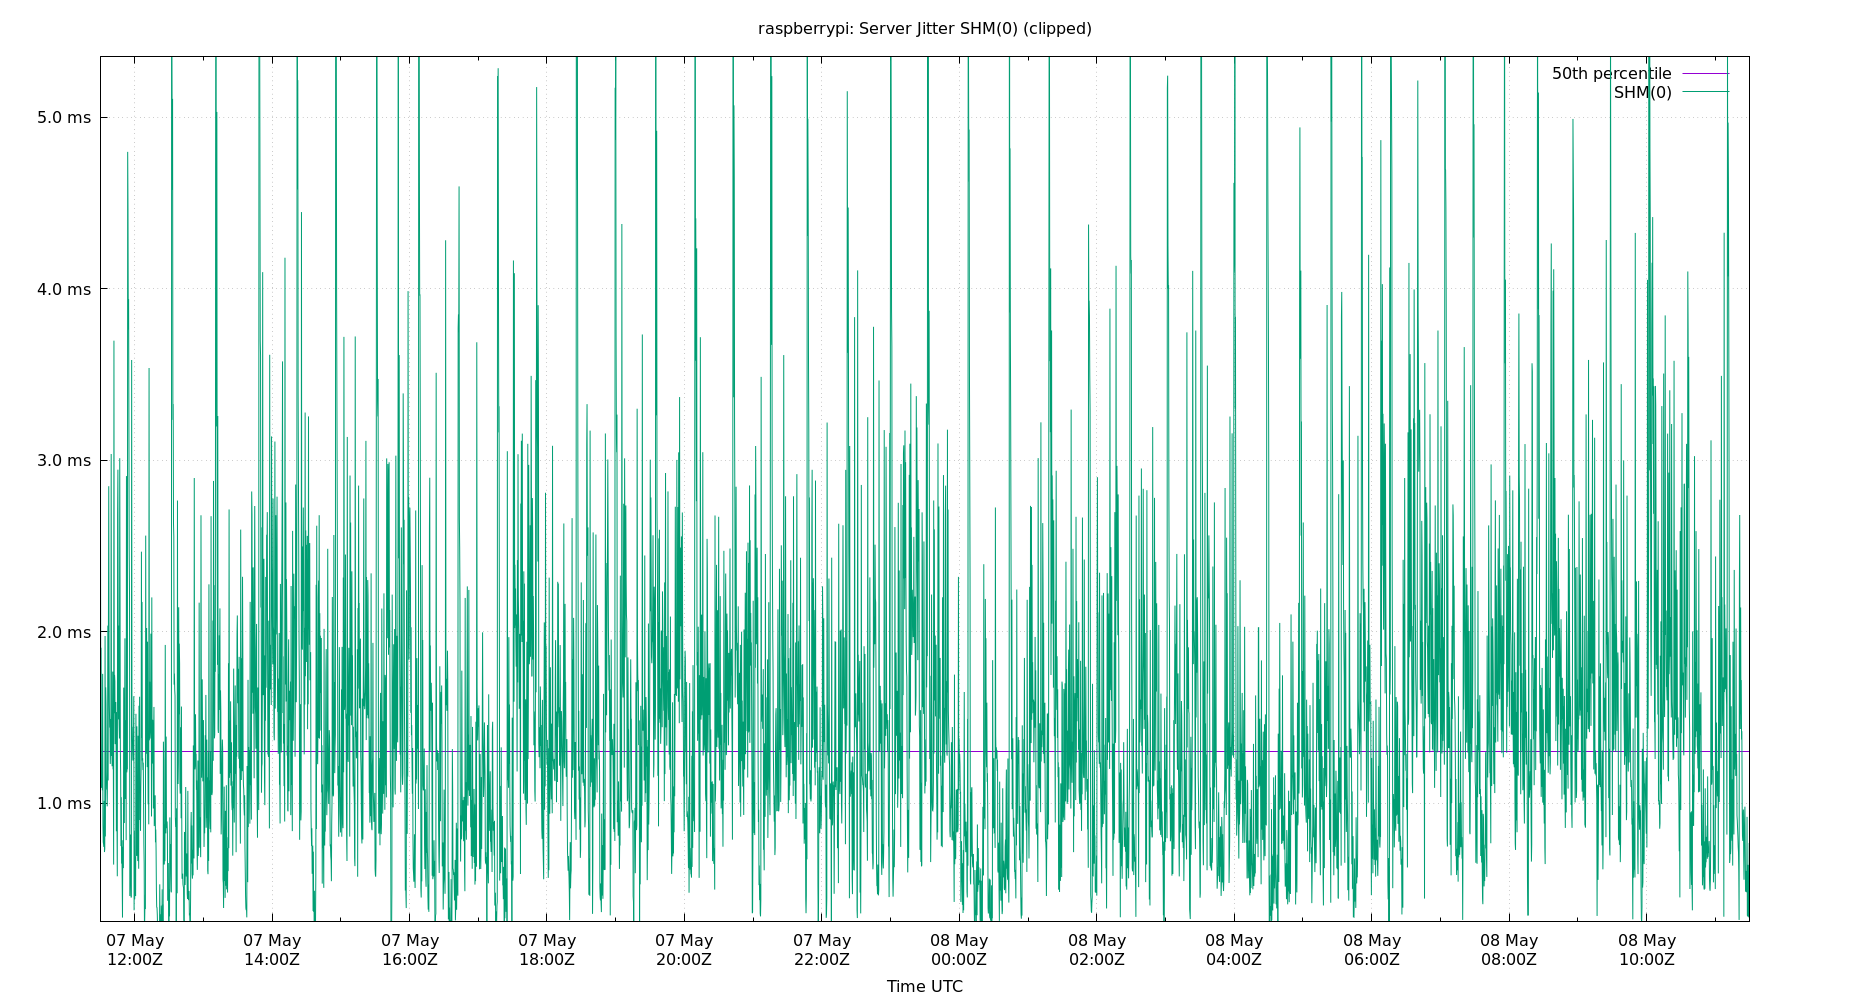 raspberrypi: Server Jitter SHM(0) (clipped)
50th percentile
SHM(0)
5.0 ms
4.0 ms
3.0 ms
2.0 ms
1.0 ms
07 May 07 May 07 May 07 May 07 May 07 May 08 May 08 May 08 May 08 May 08 May 08 May
12:00Z 14:00Z 16:00Z 18:00Z 20:00Z 22:00Z 00:00Z 02:00Z 04:00Z 06:00Z 08:00Z 10:00Z
Time UTC